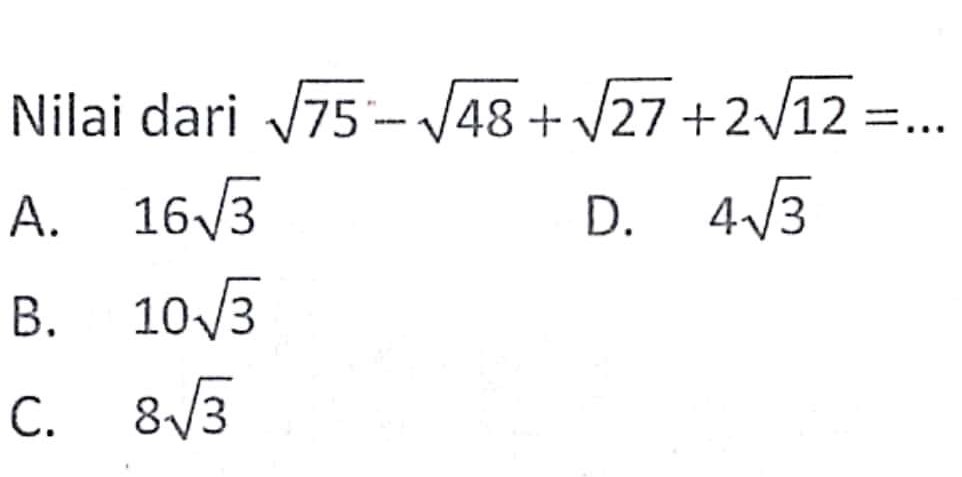 Nilai dari √75 − √48 + √27 + 2√12 = ...
A. 16√3 D. 4√3
B. 10√3
C. 8√3